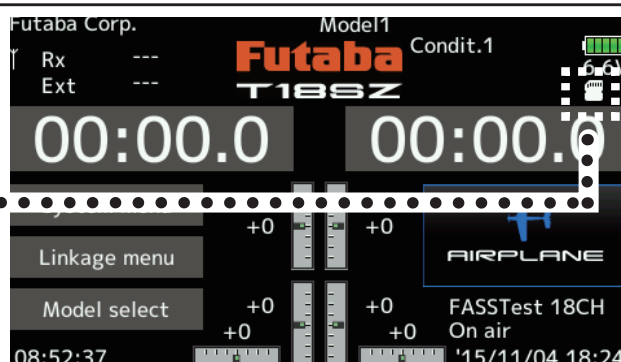 Futaba Corp.
Model1
Rx ---
Ext ---
Futaba
T18SZ
Condit.1
6.6V
00:00.0
00:00.0
System menu
+0
+0
Linkage menu
AIRPLANE
Model select
+0
+0
FASSTest 18CH
+0
+0
On air
08:52:37
'15/11/04 18:24